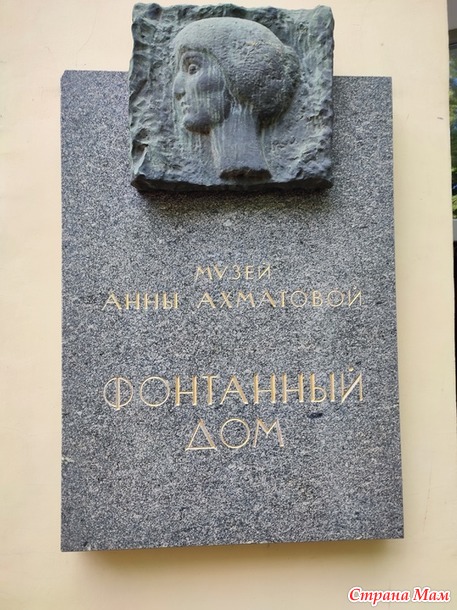 МУЗЕЙ
АННЫ АХМАТОВОЙ
ФОНТАННЫЙ
ДОМ
Страна Мам